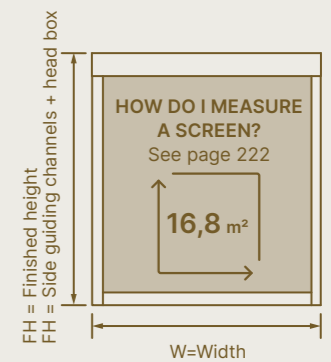 HOW DO I MEASURE
A SCREEN?
See page 222
16,8 m²
FH = Finished height
FH = Side guiding channels + head box
W=Width